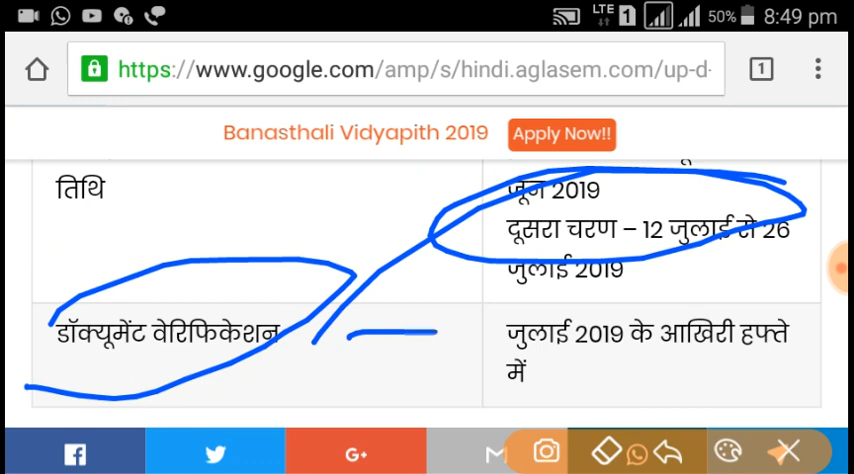 LTE 1 50% 8:49 pm
https://www.google.com/amp/s/hindi.aglasem.com/up-d- 1
Banasthali Vidyapith 2019 Apply Now!!
तिथि
जून 2019
दूसरा चरण – 12 जुलाई से 26
जुलाई 2019
डॉक्यूमेंट वेरिफिकेशन
जुलाई 2019 के आखिरी हफ्ते
में
G+